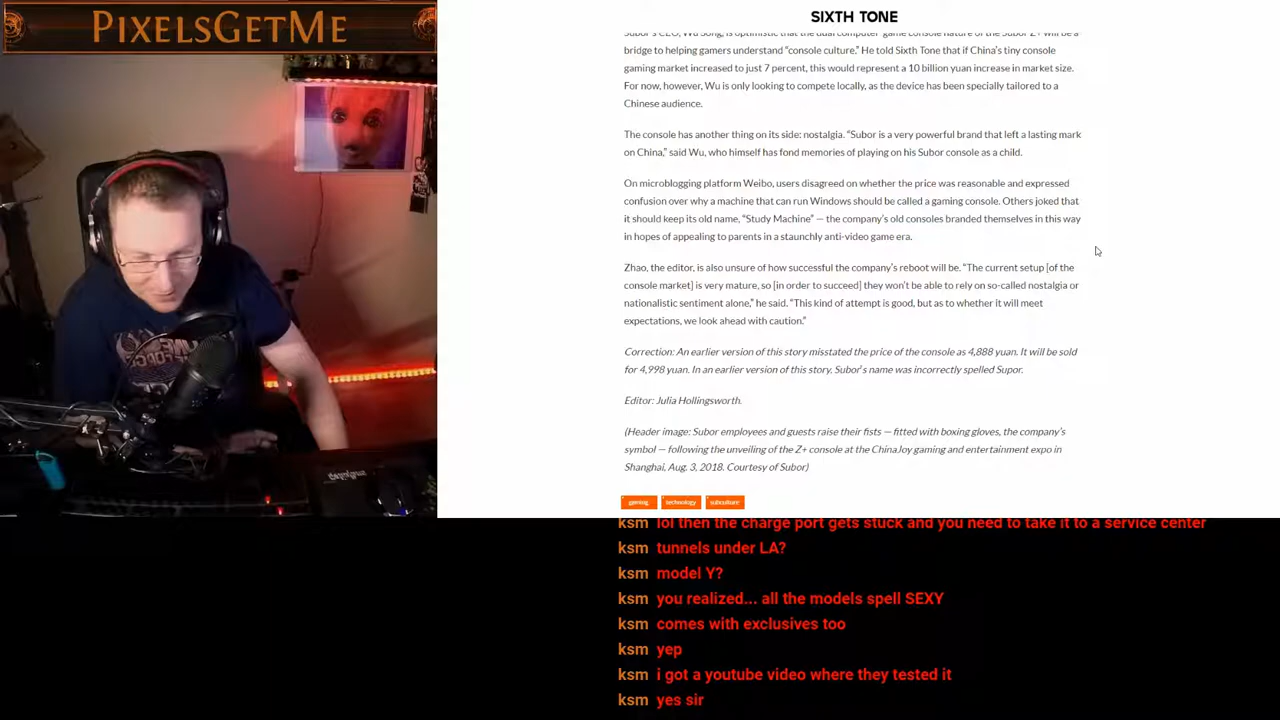 PIXELSGETME
SIXTH TONE
Subor's CEO, Wu Song, is optimistic that the dual computer-game console nature of the Subor Z+ will be a
bridge to helping gamers understand “console culture.” He told Sixth Tone that if China's tiny console
gaming market increased to just 7 percent, this would represent a 10 billion yuan increase in market size.
For now, however, Wu is only looking to compete locally, as the device has been specially tailored to a
Chinese audience.
The console has another thing on its side: nostalgia. “Subor is a very powerful brand that left a lasting mark
on China,” said Wu, who himself has fond memories of playing on his Subor console as a child.
On microblogging platform Weibo, users disagreed on whether the price was reasonable and expressed
confusion over why a machine that can run Windows should be called a gaming console. Others joked that
it should keep its old name, “Study Machine” — the company's old consoles branded themselves in this way
in hopes of appealing to parents in a staunchly anti-video game era.
Zhao, the editor, is also unsure of how successful the company's reboot will be. “The current setup [of the
console market] is very mature, so [in order to succeed] they won't be able to rely on so-called nostalgia or
nationalistic sentiment alone,” he said. “This kind of attempt is good, but as to whether it will meet
expectations, we look ahead with caution.”
Correction: An earlier version of this story misstated the price of the console as 4,888 yuan. It will be sold
for 4,998 yuan. In an earlier version of this story, Subor's name was incorrectly spelled Supor.
Editor: Julia Hollingsworth.
(Header image: Subor employees and guests raise their fists — fitted with boxing gloves, the company's
symbol — following the unveiling of the Z+ console at the ChinaJoy gaming and entertainment expo in
Shanghai, Aug. 3, 2018. Courtesy of Subor)
gaming technology subculture
ksm lol then the charge port gets stuck and you need to take it to a service center
ksm tunnels under LA?
ksm model Y?
ksm you realized... all the models spell SEXY
ksm comes with exclusives too
ksm yep
ksm i got a youtube video where they tested it
ksm yes sir